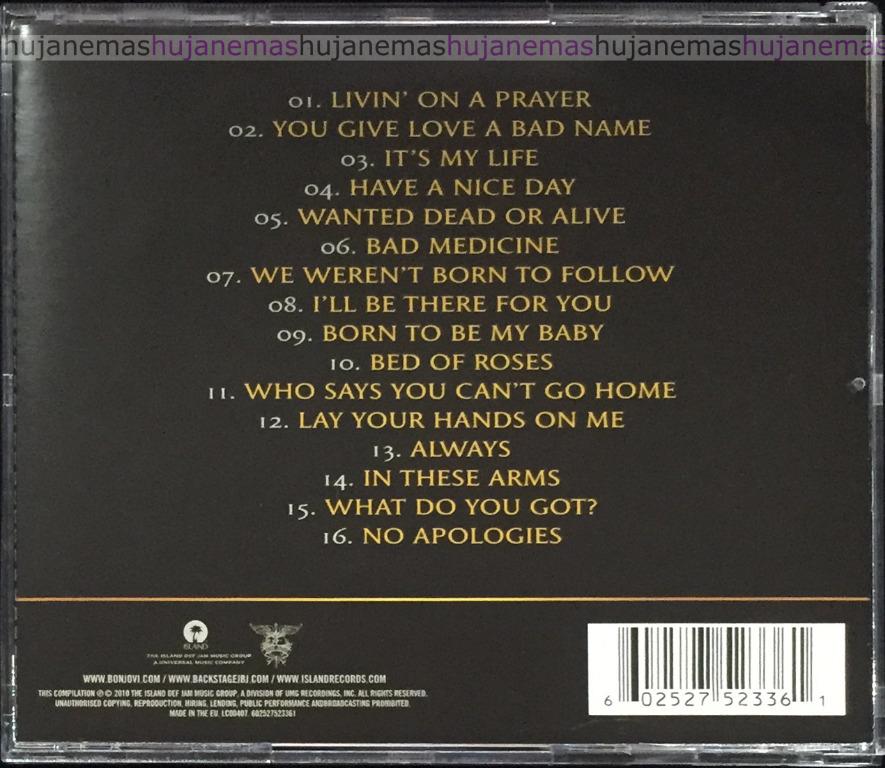 hujanemashujanemashujanemashujanemashujanemashujanemas
01. LIVIN' ON A PRAYER
02. YOU GIVE LOVE A BAD NAME
03. IT'S MY LIFE
04. HAVE A NICE DAY
05. WANTED DEAD OR ALIVE
06. BAD MEDICINE
07. WE WEREN'T BORN TO FOLLOW
08. I'LL BE THERE FOR YOU
09. BORN TO BE MY BABY
10. BED OF ROSES
11. WHO SAYS YOU CAN'T GO HOME
12. LAY YOUR HANDS ON ME
13. ALWAYS
14. IN THESE ARMS
15. WHAT DO YOU GOT?
16. NO APOLOGIES
ISLAND
THE ISLAND DEF JAM MUSIC GROUP
A UNIVERSAL MUSIC COMPANY
WWW.BONJOVI.COM / WWW.BACKSTAGEJBJ.COM / WWW.ISLANDRECORDS.COM
THIS COMPILATION ℗ © 2010 THE ISLAND DEF JAM MUSIC GROUP, A DIVISION OF UMG RECORDINGS, INC. ALL RIGHTS RESERVED.
UNAUTHORISED COPYING, REPRODUCTION, HIRING, LENDING, PUBLIC PERFORMANCE ANDBROADCASTING PROHIBITED.
MADE IN THE EU. LC00407. 602527523361
6 02527 52336 1